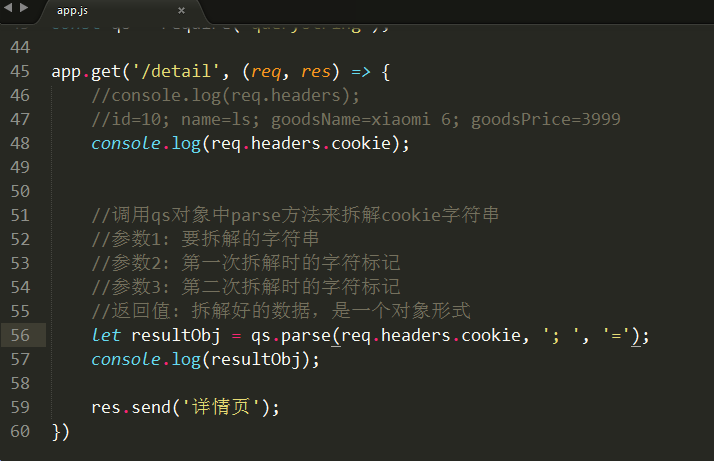 app.js ×
44
45 app.get('/detail', (req, res) => {
46 //console.log(req.headers);
47 //id=10; name=ls; goodsName=xiaomi 6; goodsPrice=3999
48 console.log(req.headers.cookie);
49
50
51 //调用qs对象中parse方法来拆解cookie字符串
52 //参数1: 要拆解的字符串
53 //参数2: 第一次拆解时的字符标记
54 //参数3: 第二次拆解时的字符标记
55 //返回值: 拆解好的数据，是一个对象形式
56 let resultObj = qs.parse(req.headers.cookie, '; ', '=');
57 console.log(resultObj);
58
59 res.send('详情页');
60 })